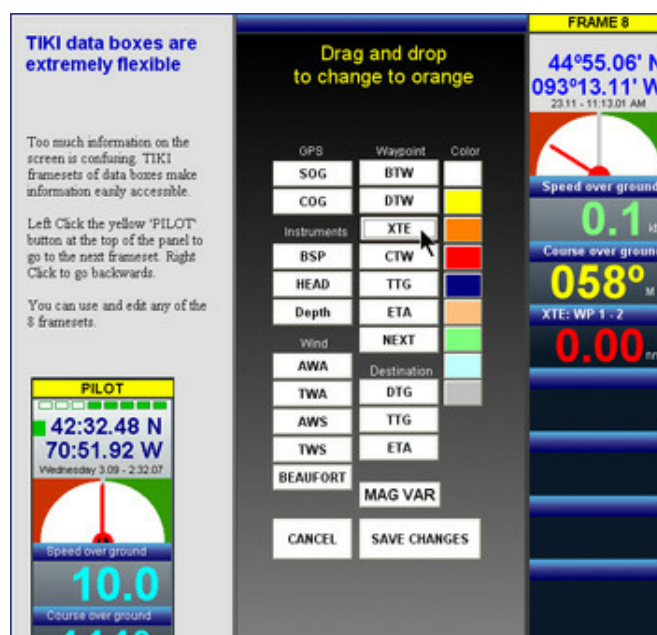 TIKI data boxes are
extremely flexible
Too much information on the
screen is confusing. TIKI
framesets of data boxes make
information easily accessible.
Left Click the yellow 'PILOT'
button at the top of the panel to
go to the next frameset. Right
Click to go backwards.
You can use and edit any of the
8 framesets.
PILOT
42:32.48 N
70:51.92 W
Wednesday 3.09 - 2:32.07
Speed over ground
10.0
Course over ground
Drag and drop
to change to orange
GPS Waypoint Color
SOG BTW
COG DTW
Instruments XTE
BSP CTW
HEAD TTG
Depth ETA
Wind NEXT
AWA Destination
TWA DTG
AWS TTG
TWS ETA
BEAUFORT
MAG VAR
CANCEL SAVE CHANGES
FRAME 8
44º55.06' N
093º13.11' W
23.11 - 11:13.01 AM
Speed over ground
0.1 kt
Course over ground
058º M
XTE: WP 1 - 2
0.00 nm